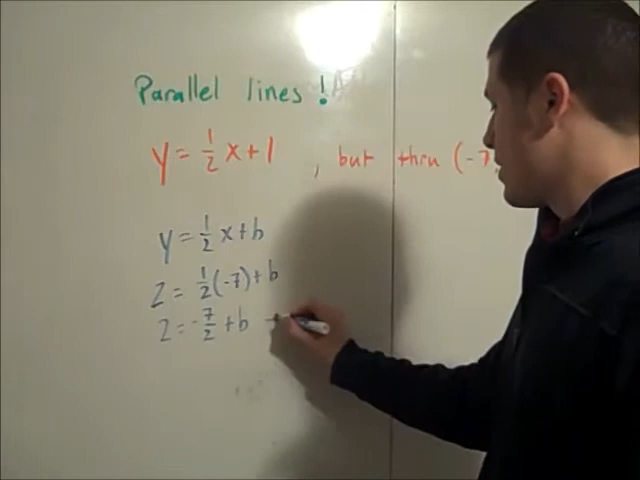 Parallel lines !
y = 1/2 x + 1 , but thru (-7,
y = 1/2 x + b
2 = 1/2 (-7) + b
2 = -7/2 + b